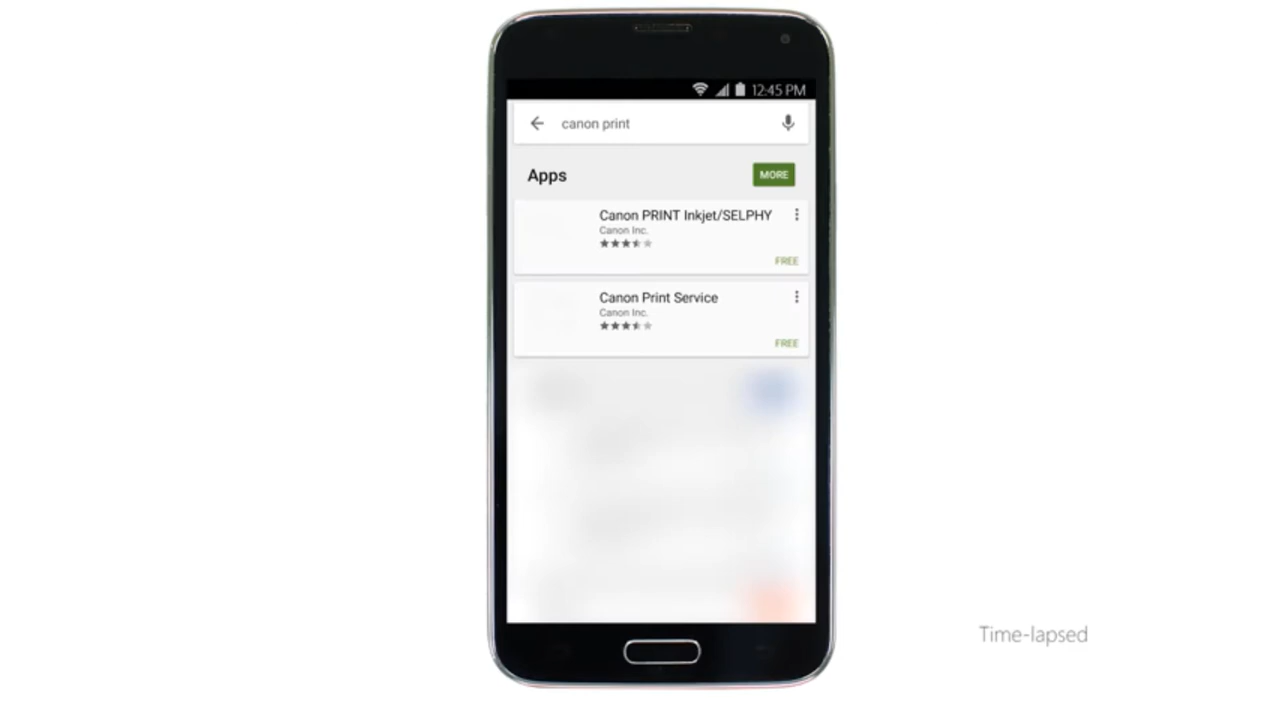 12:45 PM
canon print
Apps
MORE
Canon PRINT Inkjet/SELPHY
Canon Inc.
FREE
Canon Print Service
Canon Inc.
FREE
Time-lapsed